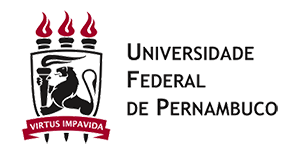 VIRTUS IMPAVIDA
UNIVERSIDADE
FEDERAL
DE PERNAMBUCO